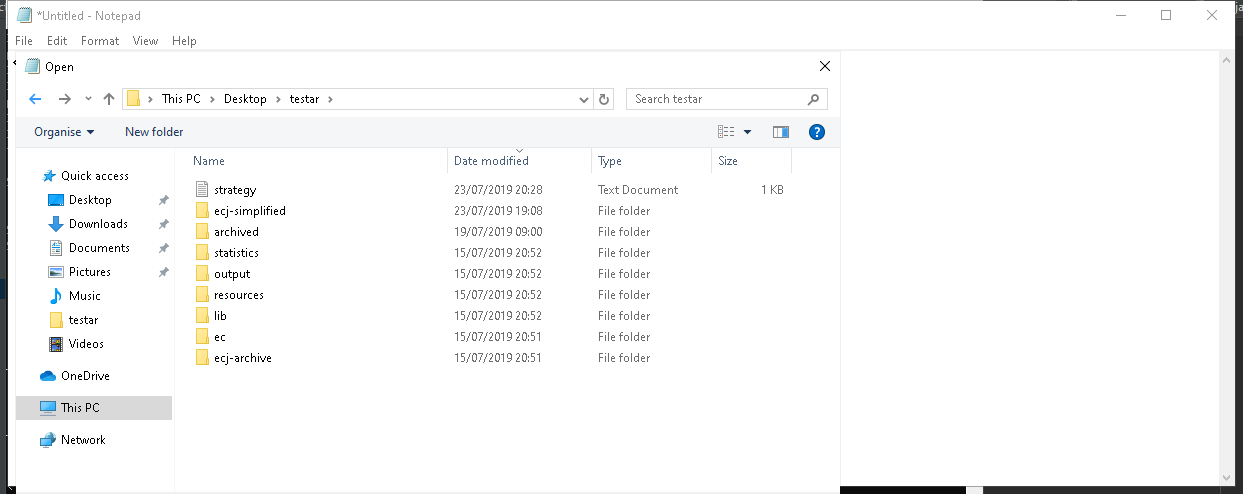 *Untitled - Notepad
File Edit Format View Help
Open
This PC Desktop testar
Search testar
Organise New folder
?
Name Date modified Type Size
Quick access
Desktop
Downloads
Documents
Pictures
Music
testar
Videos
OneDrive
This PC
Network
strategy 23/07/2019 20:28 Text Document 1 KB
ecj-simplified 23/07/2019 19:08 File folder
archived 19/07/2019 09:00 File folder
statistics 15/07/2019 20:52 File folder
output 15/07/2019 20:52 File folder
resources 15/07/2019 20:52 File folder
lib 15/07/2019 20:52 File folder
ec 15/07/2019 20:51 File folder
ecj-archive 15/07/2019 20:51 File folder